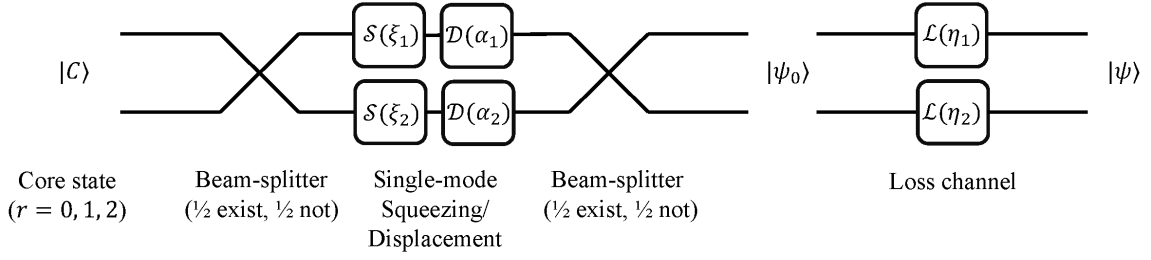 𝒮(ξ₁) 𝒟(α₁) ℒ(η₁)
|C⟩ |ψ₀⟩ |ψ⟩
𝒮(ξ₂) 𝒟(α₂) ℒ(η₂)
Core state
(r = 0,1,2)
Beam-splitter
(½ exist, ½ not)
Single-mode
Squeezing/
Displacement
Beam-splitter
(½ exist, ½ not)
Loss channel